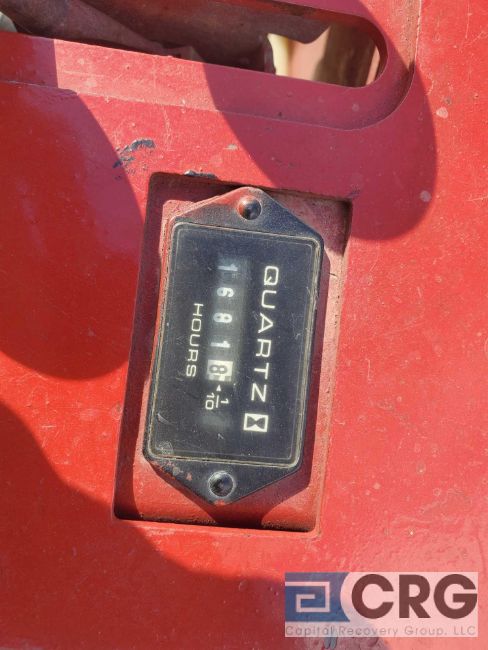 QUARTZ
1681 8
1/10
HOURS
CRG
Capital Recovery Group, LLC